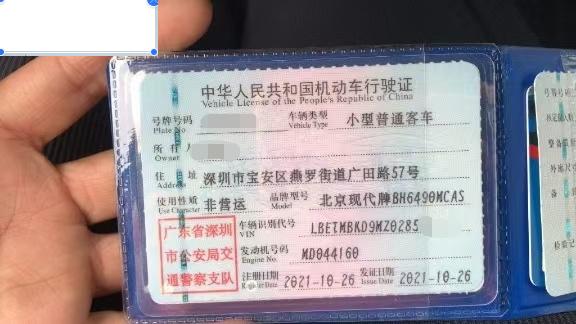 中华人民共和国机动车行驶证
Vehicle License of the People's Republic of China
号牌号码 Plate No 车辆类型 Vehicle Type 小型普通客车
所有人 Owner
住址 Address 深圳市宝安区燕罗街道广田路57号
使用性质 Use Character 非营运 品牌型号 Model 北京现代牌BH6490MCAS
车辆识别代号 VIN LBETMBKD9MZ0285
发动机号码 Engine No. MD044160
注册日期 Register Date 2021-10-26 发证日期 Issue Date 2021-10-26
广东省深圳
市公安局交
通警察支队